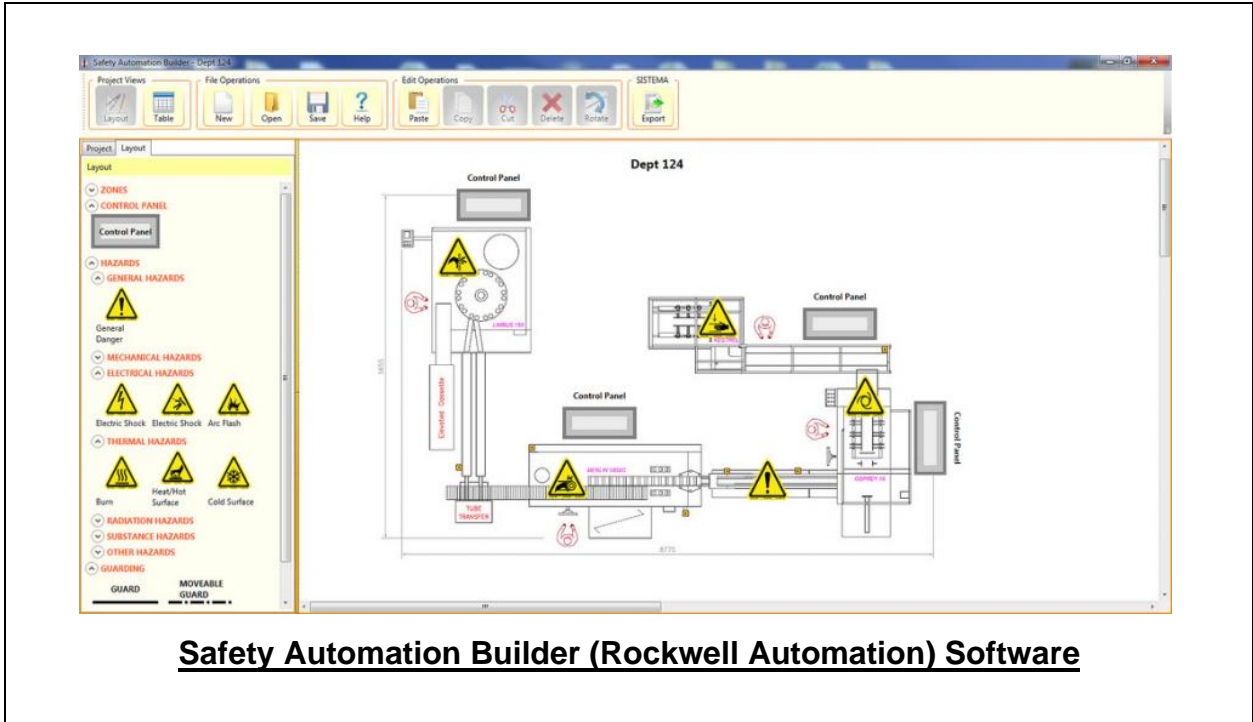 Safety Automation Builder - Dept 124
Project Views
File Operations
Edit Operations
SISTEMA
Layout
Table
New
Open
Save
Help
Paste
Copy
Cut
Delete
Rotate
Export
Project
Layout
Layout
ZONES
CONTROL PANEL
Control Panel
HAZARDS
GENERAL HAZARDS
General
Danger
MECHANICAL HAZARDS
ELECTRICAL HAZARDS
Electric Shock
Electric Shock
Arc Flash
THERMAL HAZARDS
Burn
Heat/Hot
Surface
Cold Surface
RADIATION HAZARDS
SUBSTANCE HAZARDS
OTHER HAZARDS
GUARDING
GUARD
MOVEABLE
GUARD
Dept 124
Control Panel
Control Panel
Control Panel
Control Panel
Elevated Cassette
TUBE
TRANSFER
8770
Safety Automation Builder (Rockwell Automation) Software